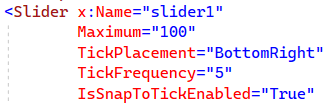 <Slider x:Name="slider1"
Maximum="100"
TickPlacement="BottomRight"
TickFrequency="5"
IsSnapToTickEnabled="True"